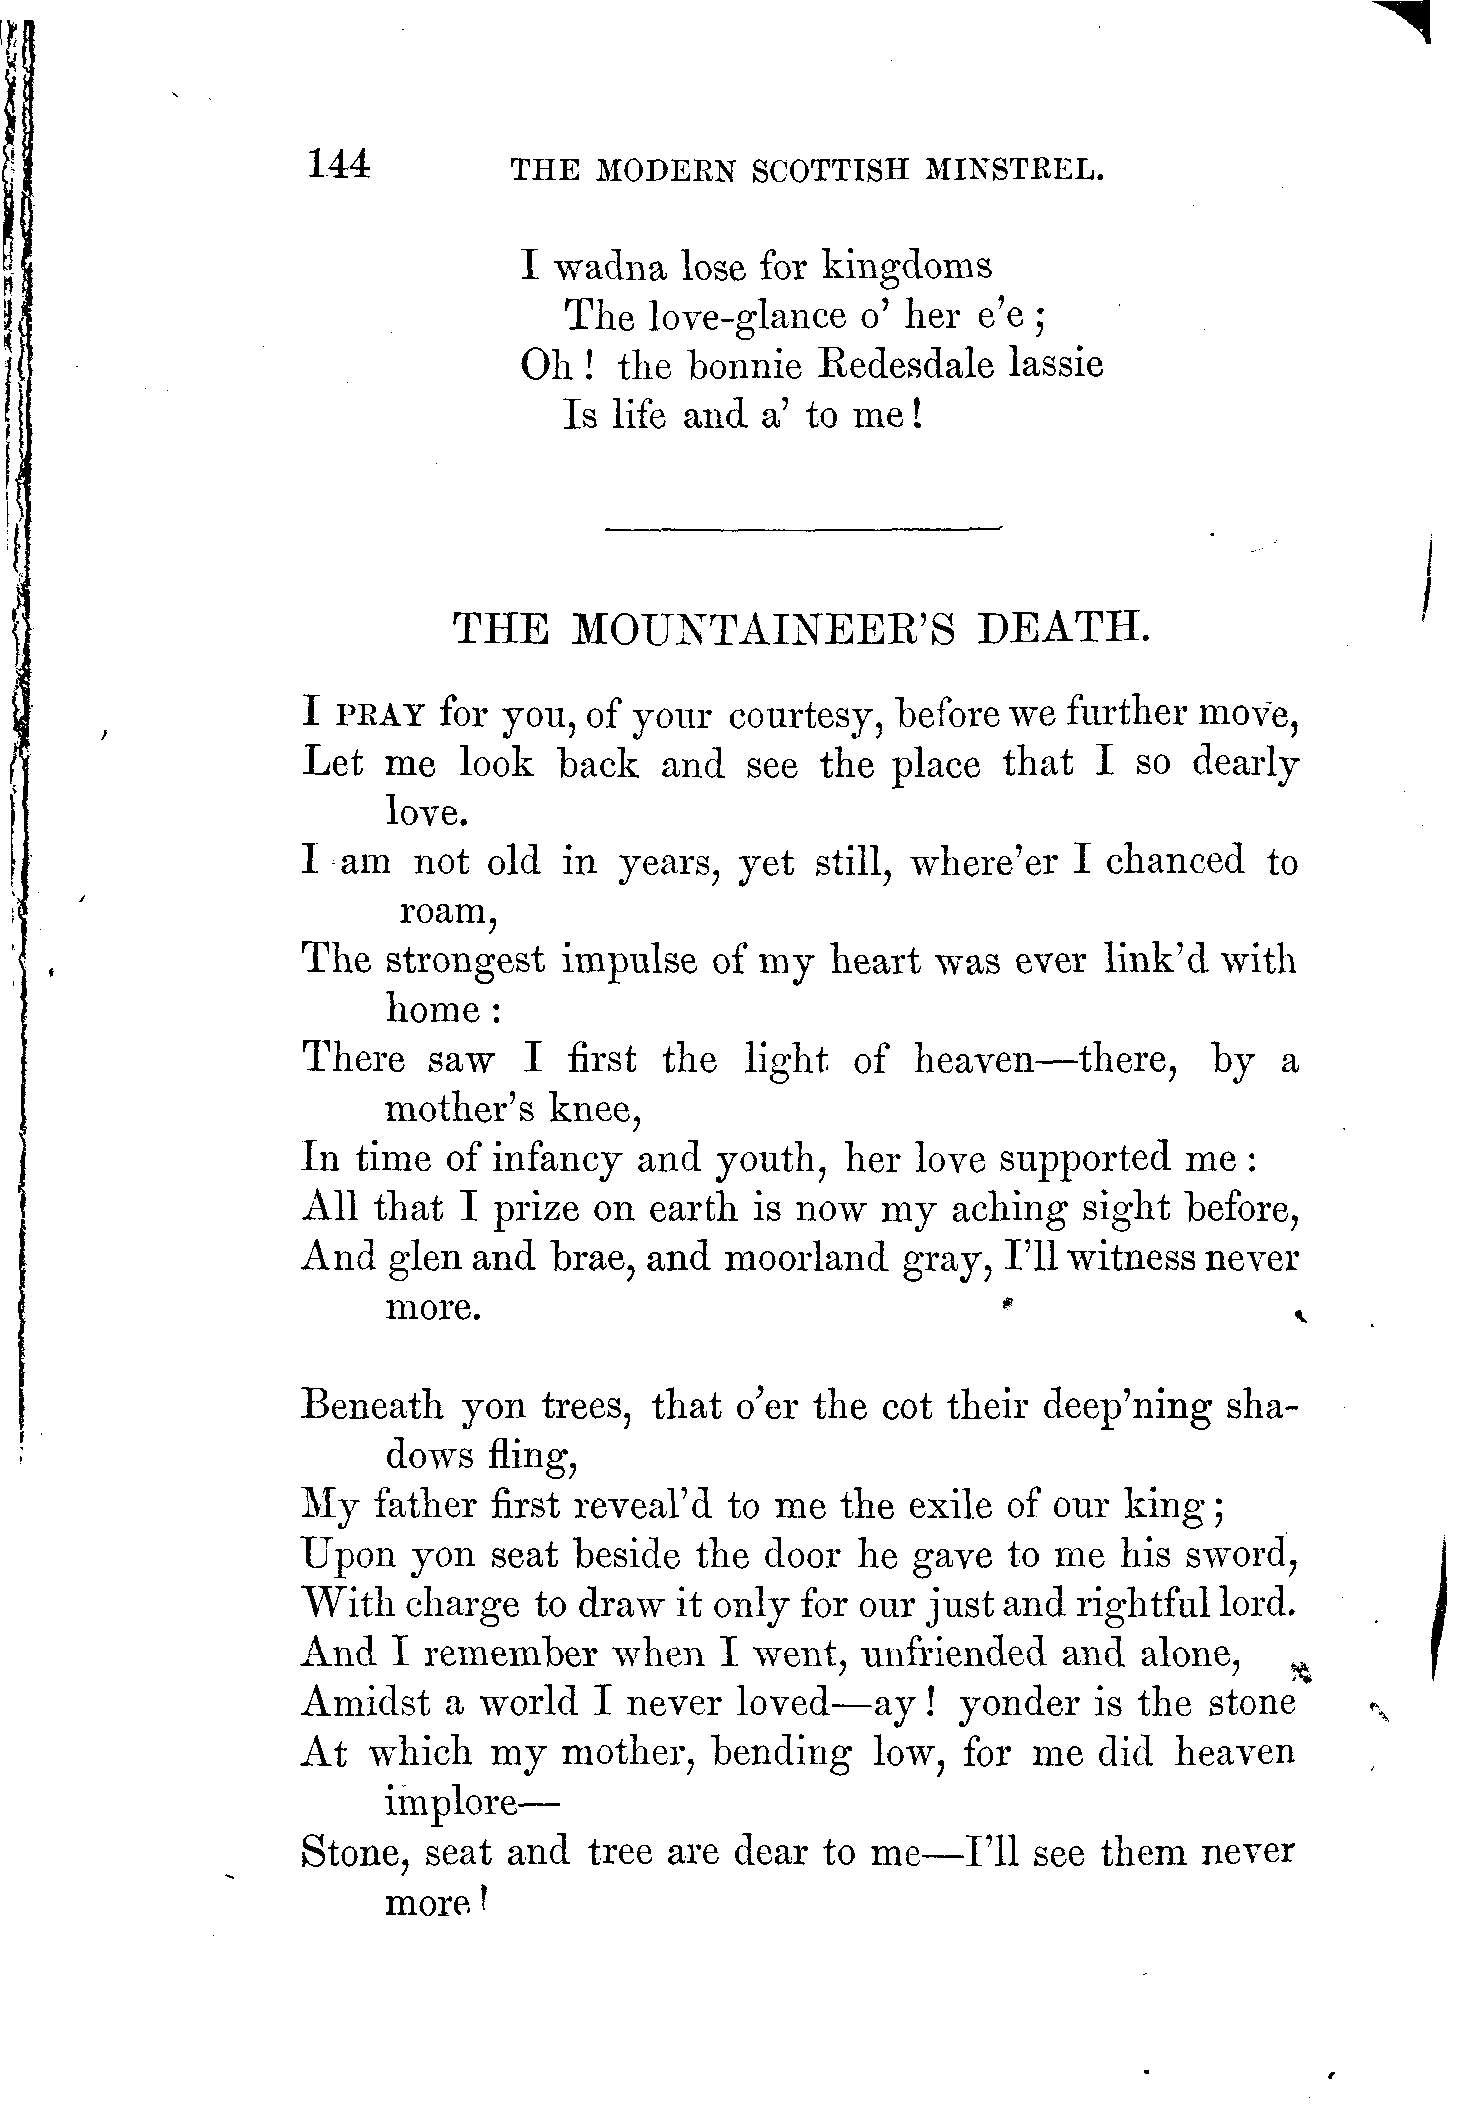 144 THE MODERN SCOTTISH MINSTREL.
I wadna lose for kingdoms
The love-glance o' her e'e;
Oh! the bonnie Redesdale lassie
Is life and a' to me!
THE MOUNTAINEER'S DEATH.
I PRAY for you, of your courtesy, before we further move,
Let me look back and see the place that I so dearly
love.
I am not old in years, yet still, where'er I chanced to
roam,
The strongest impulse of my heart was ever link'd with
home:
There saw I first the light of heaven—there, by a
mother's knee,
In time of infancy and youth, her love supported me:
All that I prize on earth is now my aching sight before,
And glen and brae, and moorland gray, I'll witness never
more.
Beneath yon trees, that o'er the cot their deep'ning sha-
dows fling,
My father first reveal'd to me the exile of our king;
Upon yon seat beside the door he gave to me his sword,
With charge to draw it only for our just and rightful lord.
And I remember when I went, unfriended and alone,
Amidst a world I never loved—ay! yonder is the stone
At which my mother, bending low, for me did heaven
implore—
Stone, seat and tree are dear to me—I'll see them never
more!